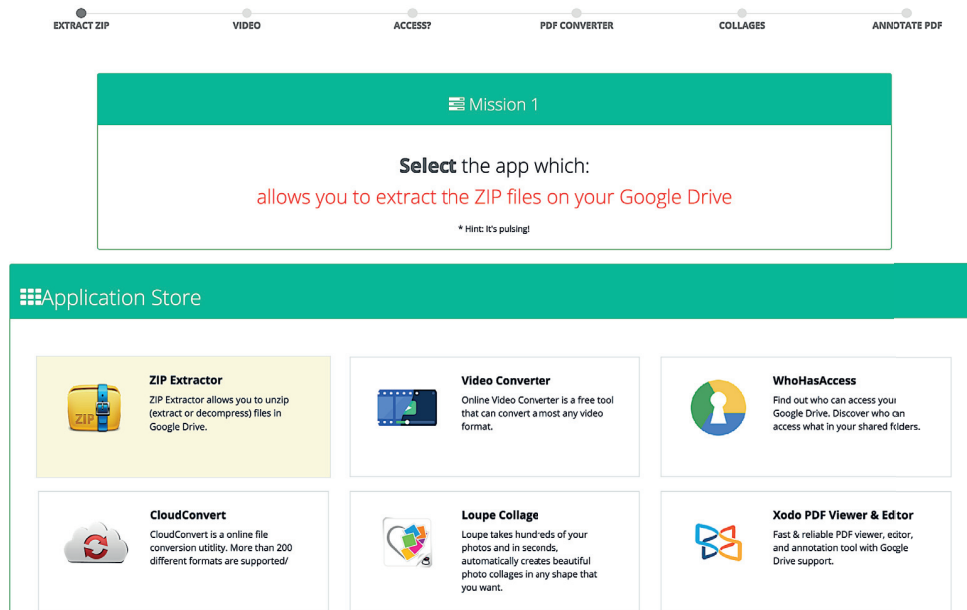 EXTRACT ZIP
VIDEO
ACCESS?
PDF CONVERTER
COLLAGES
ANNOTATE PDF
Mission 1
Select the app which:
allows you to extract the ZIP files on your Google Drive
* Hint: It's pulsing!
Application Store
ZIP
ZIP Extractor
ZIP Extractor allows you to unzip
(extract or decompress) files in
Google Drive.
Video Converter
Online Video Converter is a free tool
that can convert a most any video
format.
WhoHasAccess
Find out who can access your
Google Drive. Discover who can
access what in your shared folders.
CloudConvert
CloudConvert is a online file
conversion utitlity. More than 200
different formats are supported/
Loupe Collage
Loupe takes hundreds of your
photos and in seconds,
automatically creates beautiful
photo collages in any shape that
you want.
Xodo PDF Viewer & Editor
Fast & reliable PDF viewer, editor,
and annotation tool with Google
Drive support.